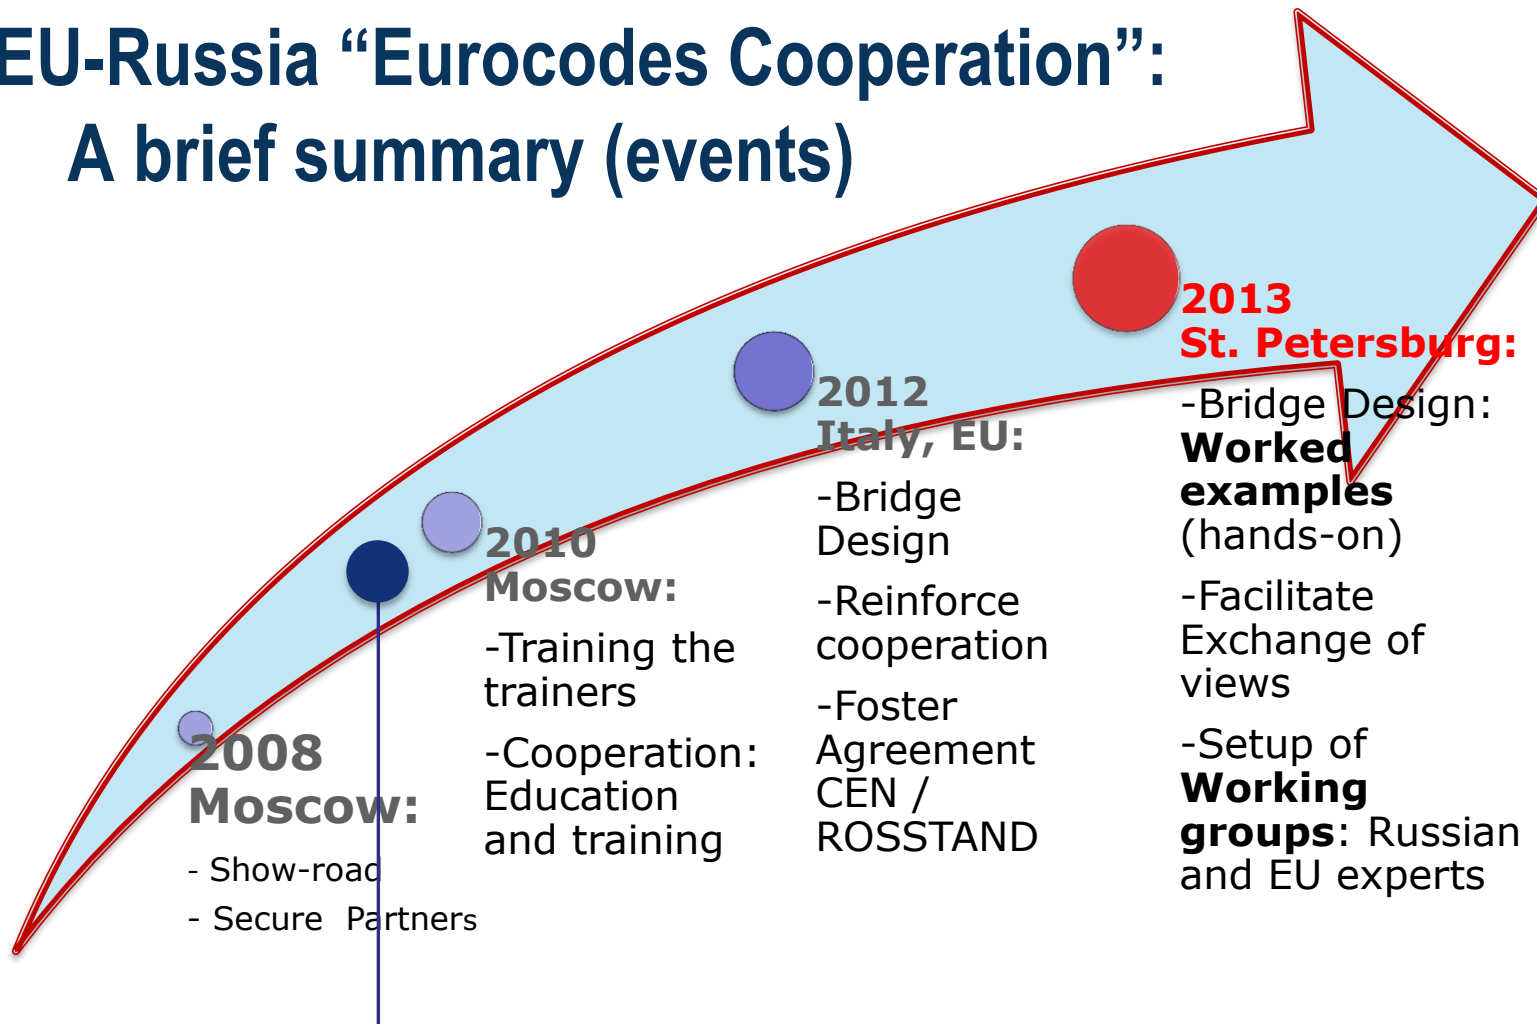 EU-Russia “Eurocodes Cooperation”:
A brief summary (events)
2008
Moscow:
- Show-road
- Secure Partners
2010
Moscow:
-Training the
trainers
-Cooperation:
Education
and training
2012
Italy, EU:
-Bridge
Design
-Reinforce
cooperation
-Foster
Agreement
CEN /
ROSSTAND
2013
St. Petersburg:
-Bridge Design:
Worked
examples
(hands-on)
-Facilitate
Exchange of
views
-Setup of
Working
groups: Russian
and EU experts